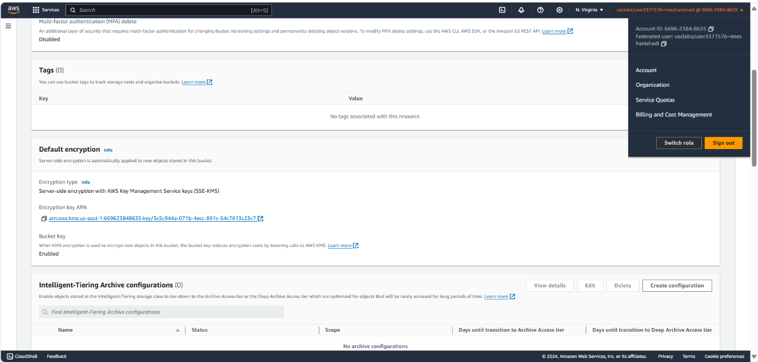 aws
Services
Search
[Alt+S]
N. Virginia
voclabs/user3371576=imeshanishadi @ 6696-2384-8635
Multi-factor authentication (MFA) delete
An additional layer of security that requires multi-factor authentication for changing Bucket Versioning settings and permanently deleting object versions. To modify MFA delete settings, use the AWS CLI, AWS SDK, or the Amazon S3 REST API. Learn more
Disabled
Account ID: 6696-2384-8635
Federated user: voclabs/user3371576=imes
hanishadi
Account
Organization
Service Quotas
Billing and Cost Management
Switch role
Sign out
Tags (0)
You can use bucket tags to track storage costs and organize buckets. Learn more
Key
Value
No tags associated with this resource.
Default encryption Info
Server-side encryption is automatically applied to new objects stored in this bucket.
Encryption type Info
Server-side encryption with AWS Key Management Service keys (SSE-KMS)
Encryption key ARN
arn:aws:kms:us-east-1:669623848635:key/3c5c944a-071b-4ecc-891c-54c7613c23c7
Bucket Key
When KMS encryption is used to encrypt new objects in this bucket, the bucket key reduces encryption costs by lowering calls to AWS KMS. Learn more
Enabled
Intelligent-Tiering Archive configurations (0)
View details
Edit
Delete
Create configuration
Enable objects stored in the Intelligent-Tiering storage class to tier-down to the Archive Access tier or the Deep Archive Access tier which are optimized for objects that will be rarely accessed for long periods of time. Learn more
Find Intelligent-Tiering Archive configurations
Name
Status
Scope
Days until transition to Archive Access tier
Days until transition to Deep Archive Access tier
No archive configurations
CloudShell
Feedback
© 2024, Amazon Web Services, Inc. or its affiliates.
Privacy
Terms
Cookie preferences